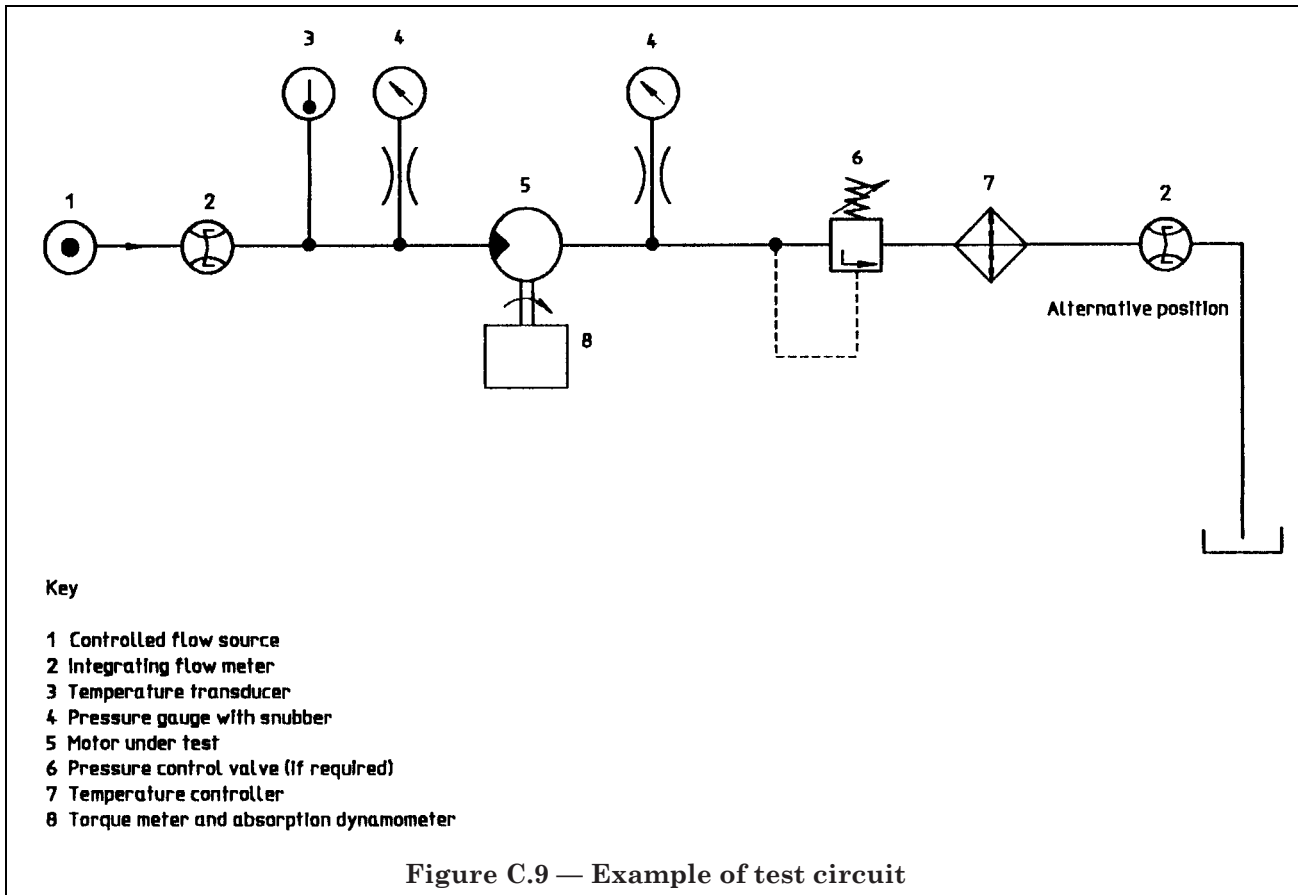 3 4 4
1 2 5 6 7 2
Alternative position
8
Key
1 Controlled flow source
2 Integrating flow meter
3 Temperature transducer
4 Pressure gauge with snubber
5 Motor under test
6 Pressure control valve (if required)
7 Temperature controller
8 Torque meter and absorption dynamometer
Figure C.9 — Example of test circuit